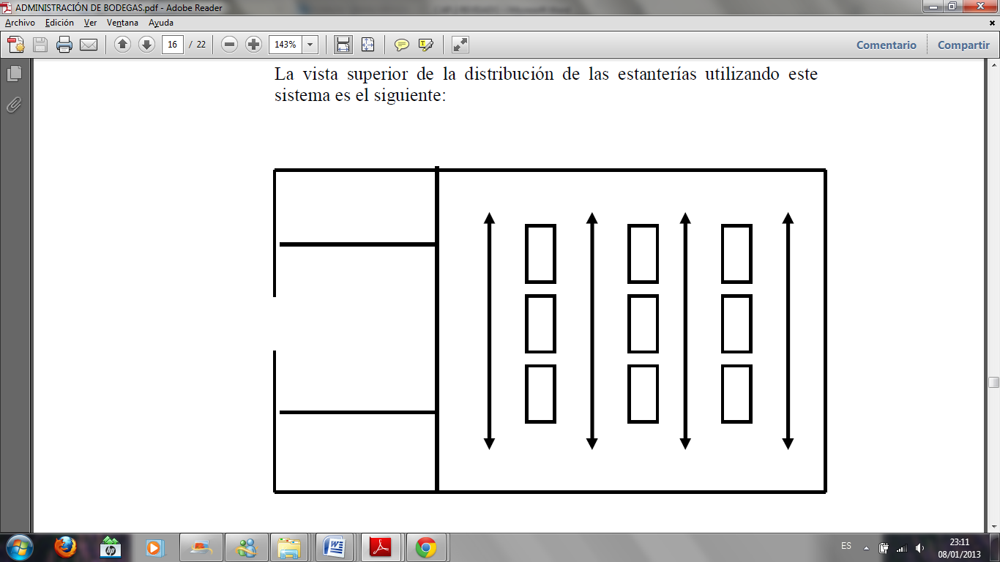 ADMINISTRACIÓN DE BODEGAS.pdf - Adobe Reader
Archivo Edición Ver Ventana Ayuda
16 / 22 143% Comentario Compartir
La vista superior de la distribución de las estanterías utilizando este
sistema es el siguiente:
hp
ES
23:11
08/01/2013